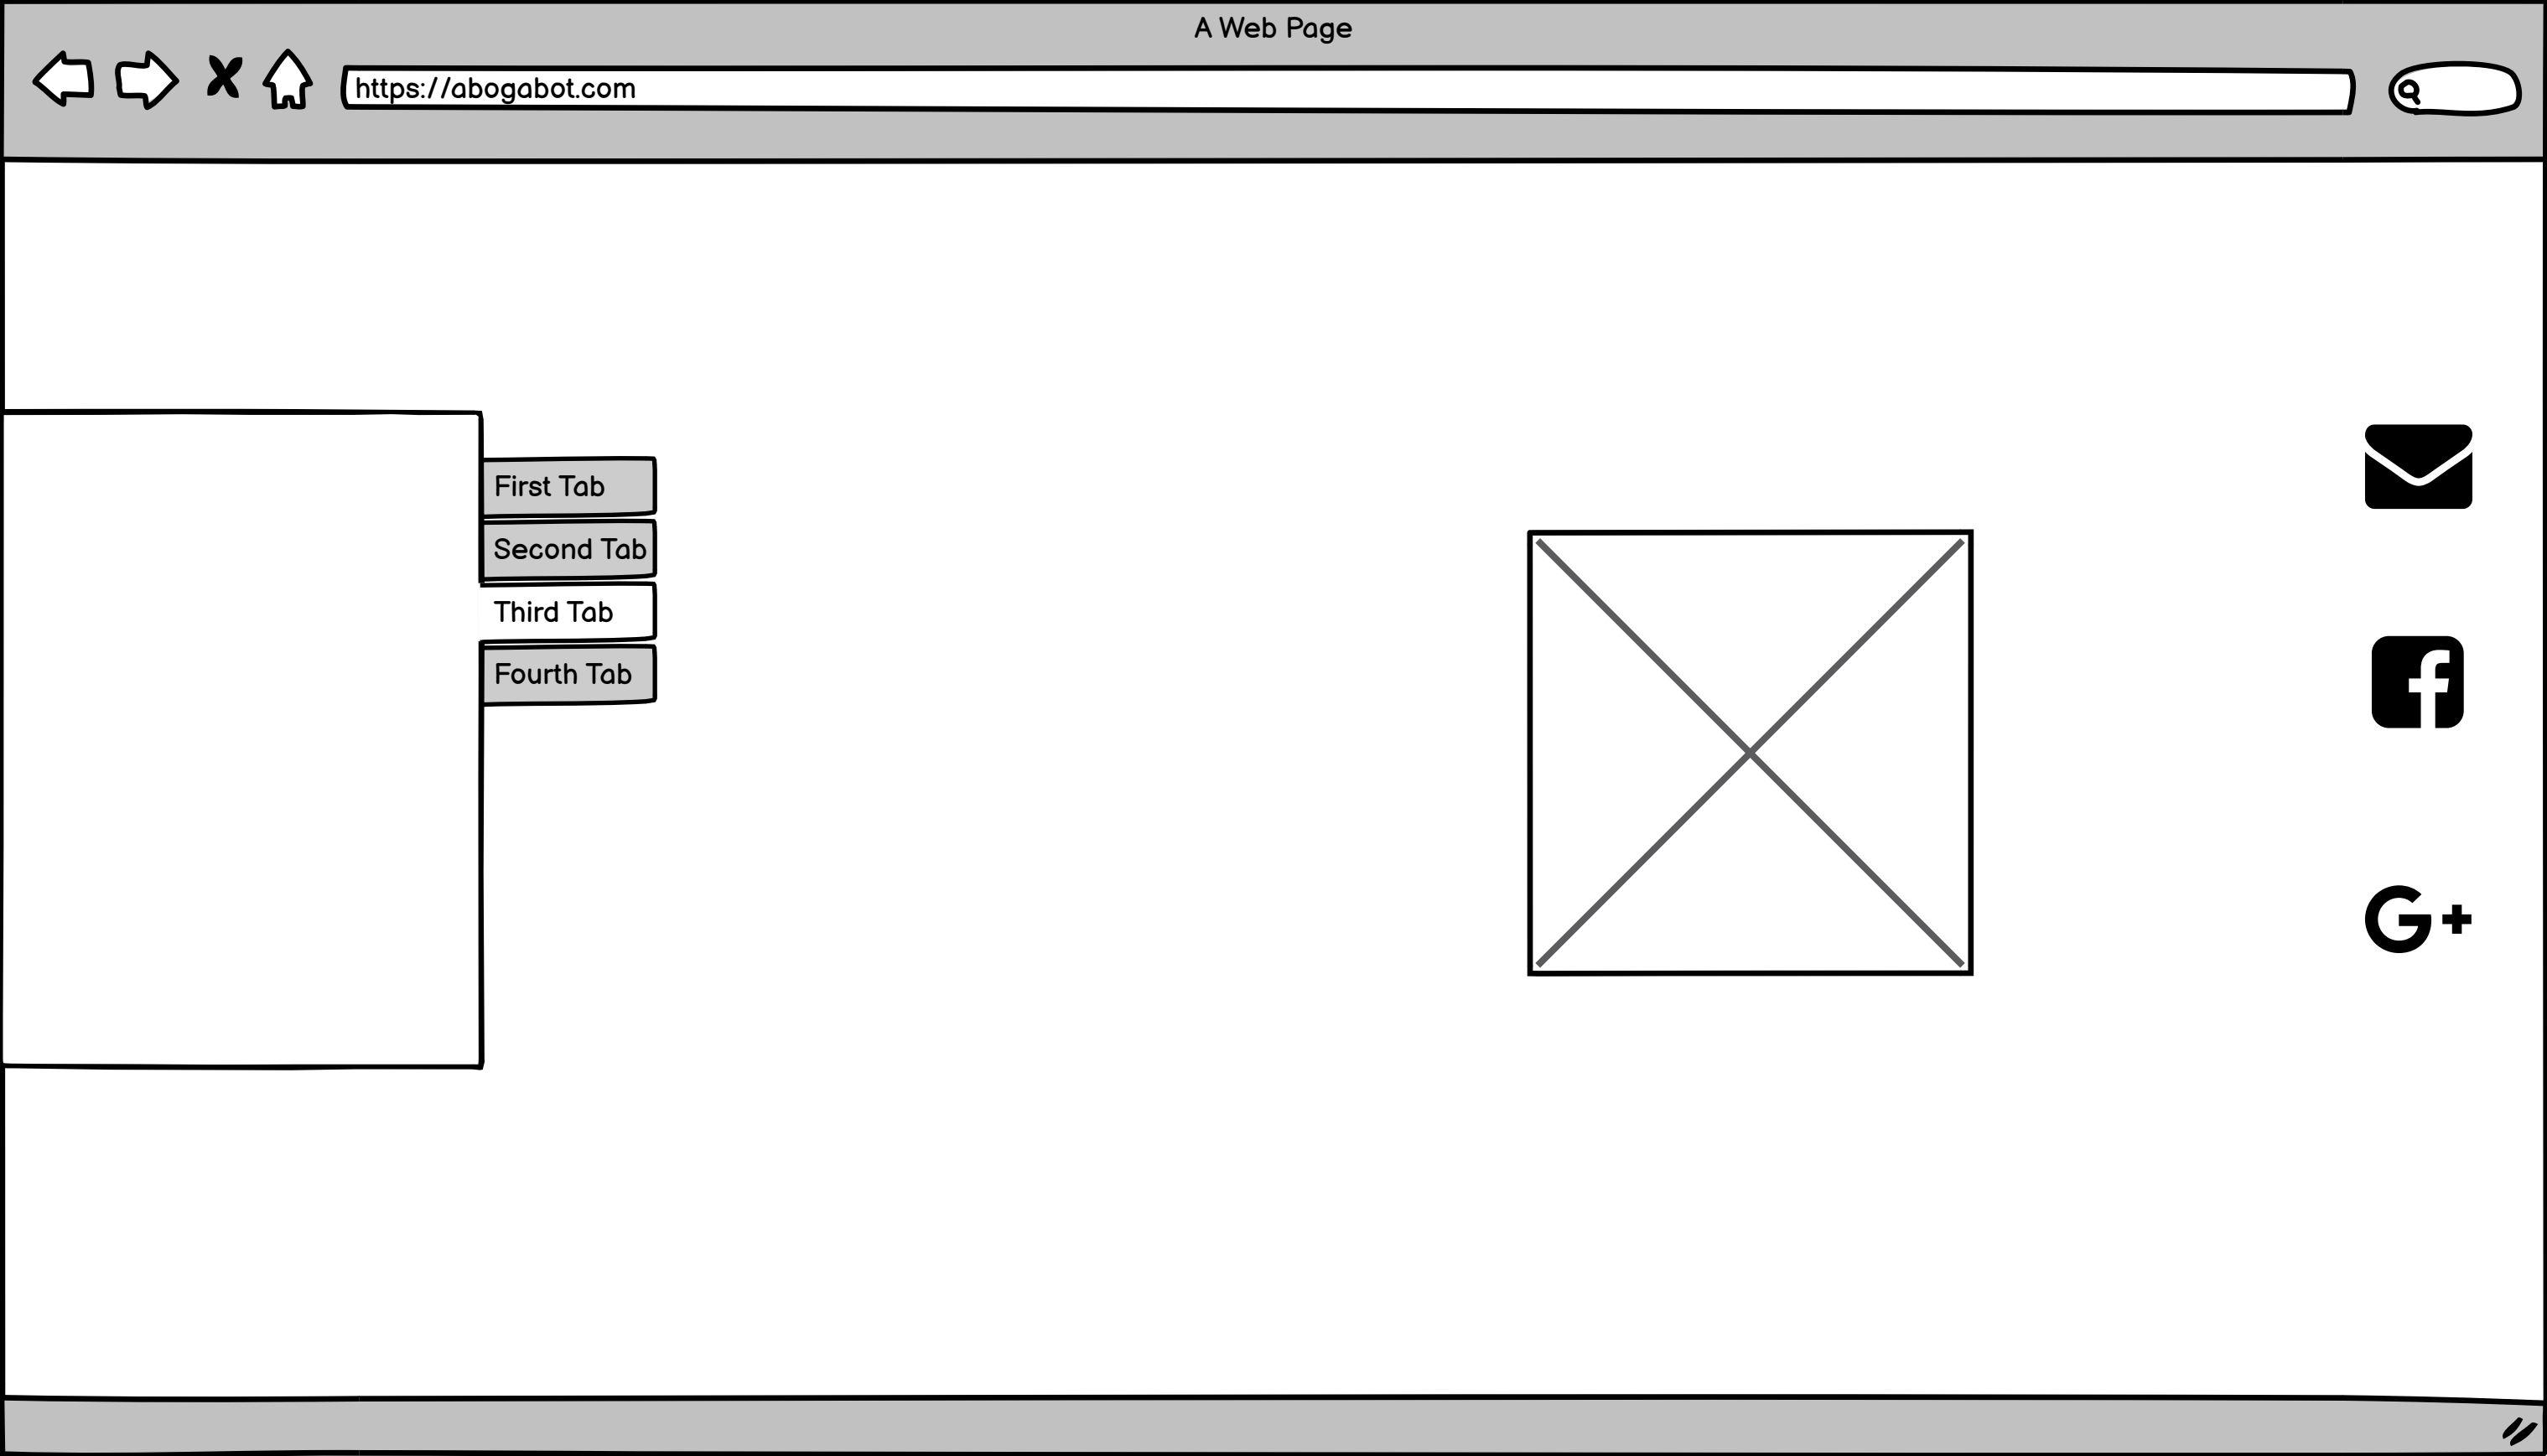 A Web Page
https://abogabot.com
First Tab
Second Tab
Third Tab
Fourth Tab
G+